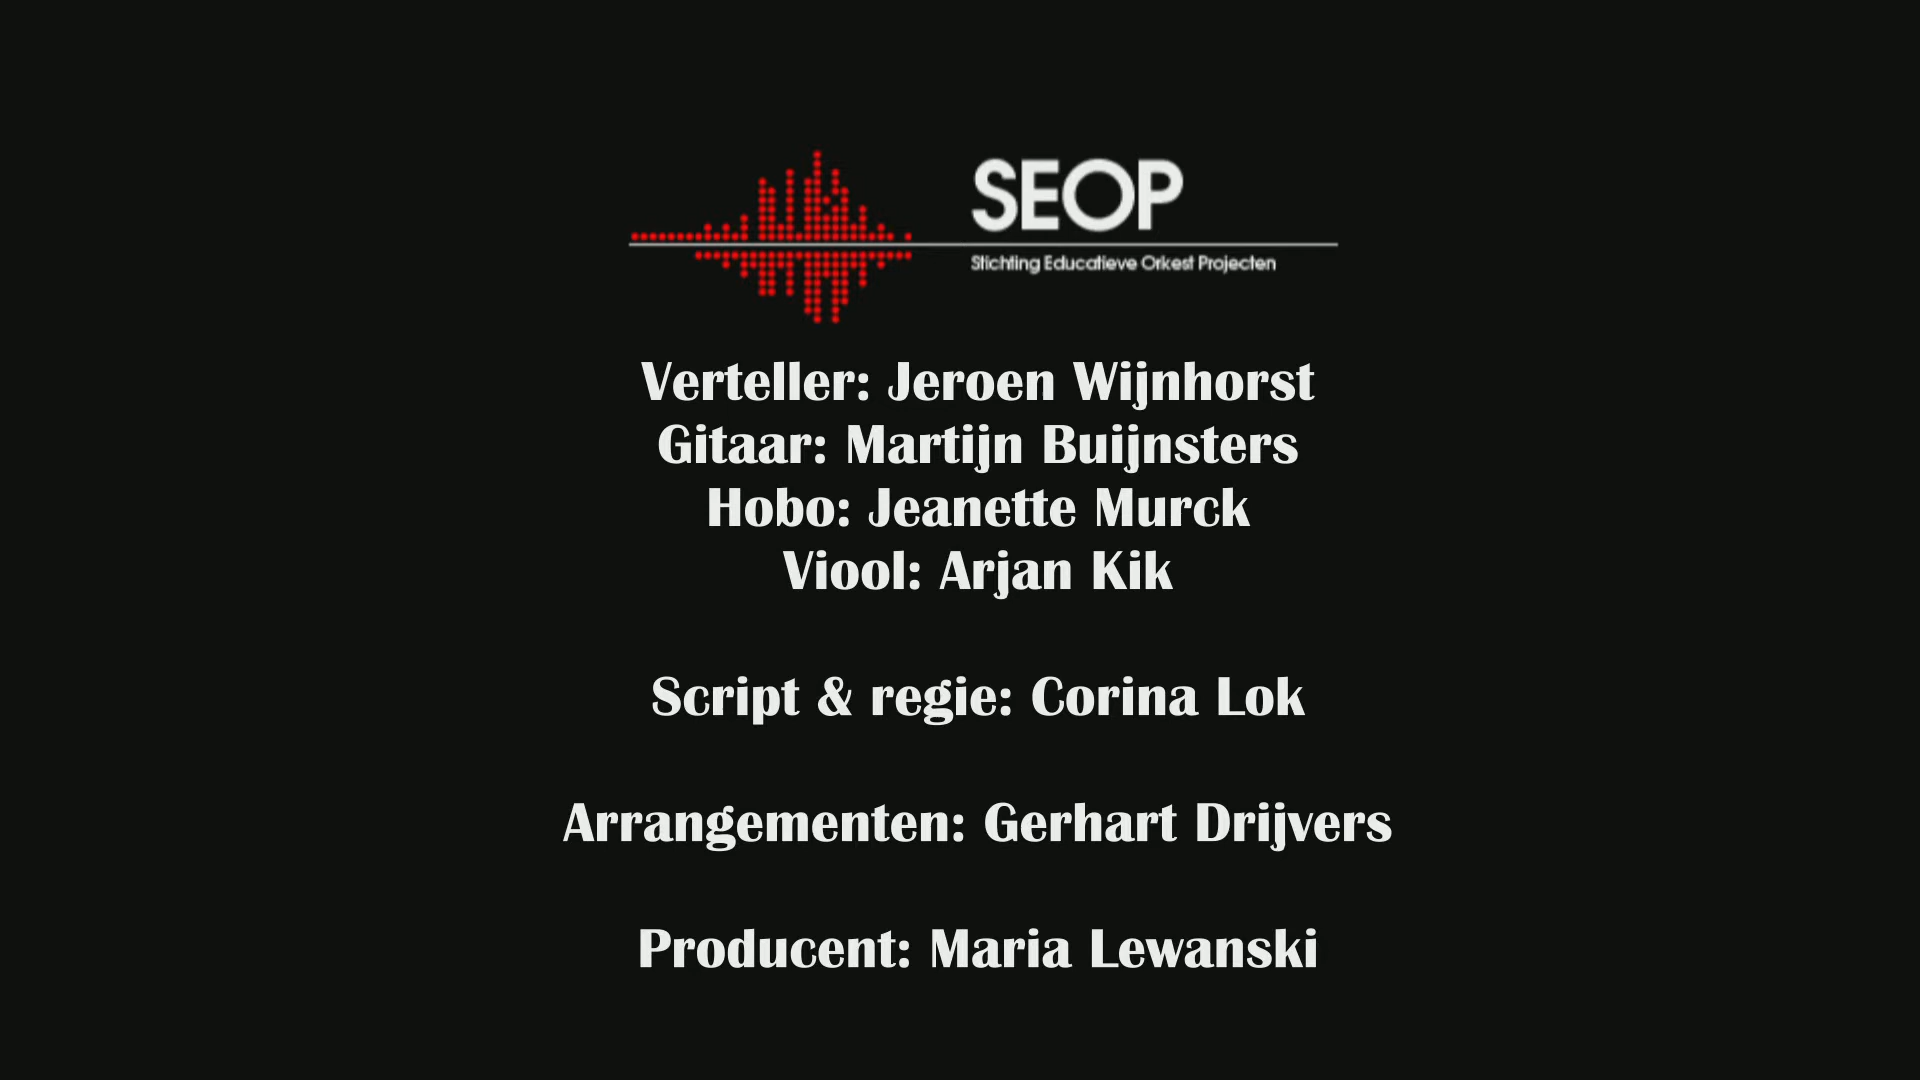 SEOP
Stichting Educatieve Orkest Projecten
Verteller: Jeroen Wijnhorst
Gitaar: Martijn Buijnsters
Hobo: Jeanette Murck
Viool: Arjan Kik
Script & regie: Corina Lok
Arrangementen: Gerhart Drijvers
Producent: Maria Lewanski